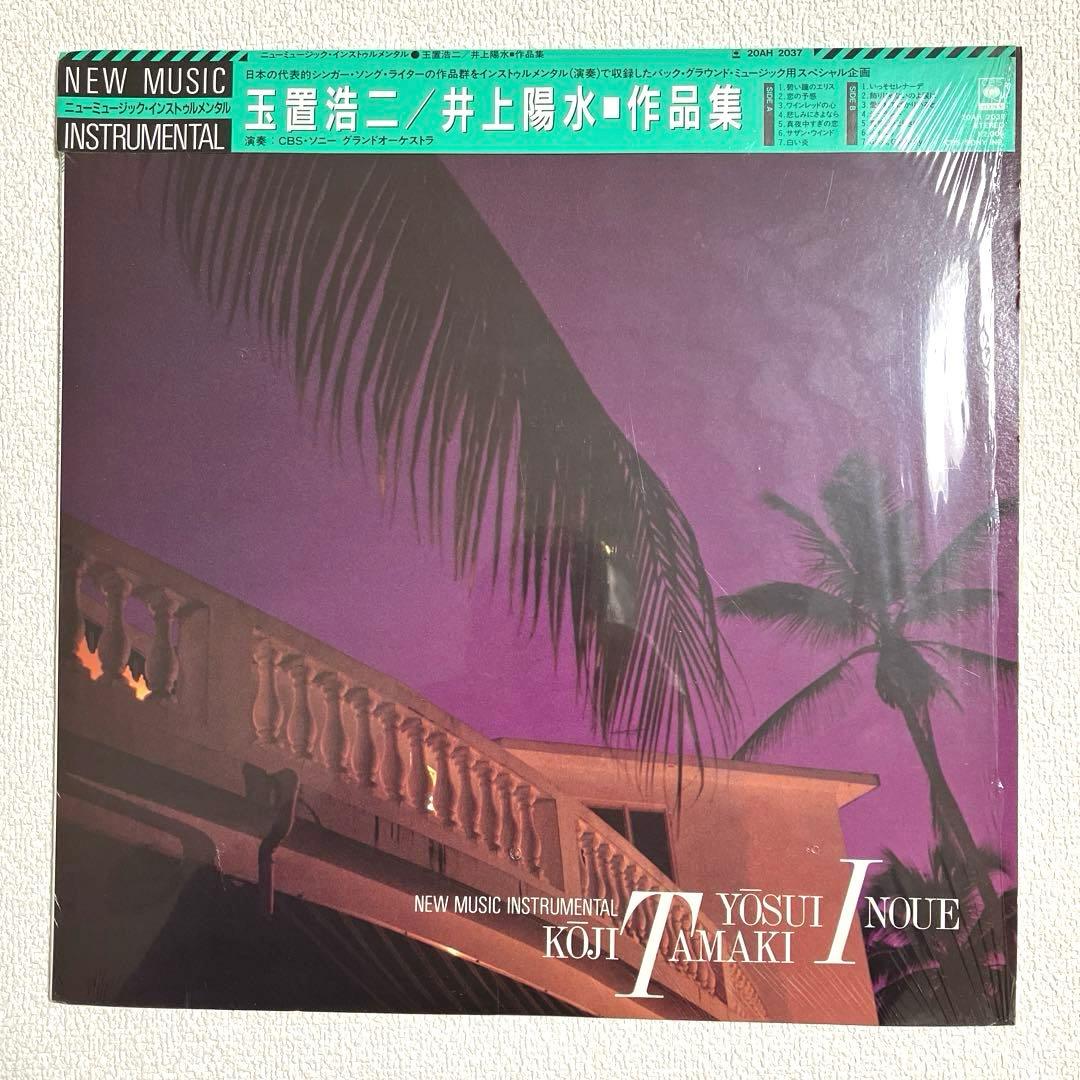 ニューミュージック・インストゥルメンタル●玉置浩二／井上陽水■作品集
20AH 2037
NEW MUSIC
ニューミュージック・インストゥルメンタル
INSTRUMENTAL
日本の代表的シンガー・ソング・ライターの作品群をインストゥルメンタル(演奏)で収録したバック・グラウンド・ミュージック用スペシャル企画
玉置浩二／井上陽水■作品集
演奏：CBS・ソニー グランドオーケストラ
SIDE A
1. 碧い瞳のエリス
2. 恋の予感
3. ワインレッドの心
4. 悲しみにさよなら
5. 真夜中すぎの恋
6. サザン・ウインド
7. 白い炎
SIDE B
1. いっそセレナーデ
STEREO
CBS/SONY INC.
NEW MUSIC INSTRUMENTAL
YŌSUI INOUE
KŌJI TAMAKI